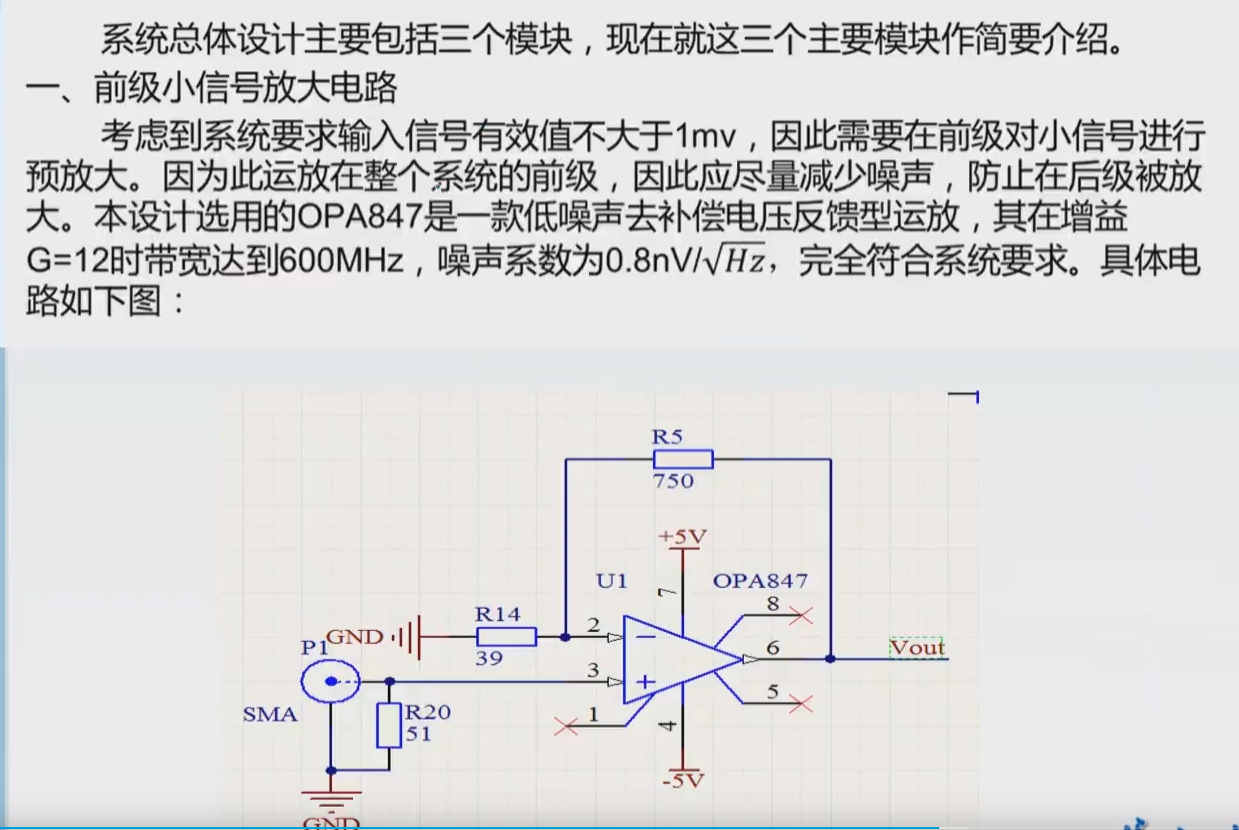 系统总体设计主要包括三个模块，现在就这三个主要模块作简要介绍。
一、前级小信号放大电路
考虑到系统要求输入信号有效值不大于1mv，因此需要在前级对小信号进行
预放大。因为此运放在整个系统的前级，因此应尽量减少噪声，防止在后级被放
大。本设计选用的OPA847是一款低噪声去补偿电压反馈型运放，其在增益
G=12时带宽达到600MHz，噪声系数为0.8nV/√Hz，完全符合系统要求。具体电
路如下图：
R5
750
+5V
U1
OPA847
7
8
R14
2
GND
39
P1
6
Vout
3
SMA
R20
51
1
4
5
-5V
GND